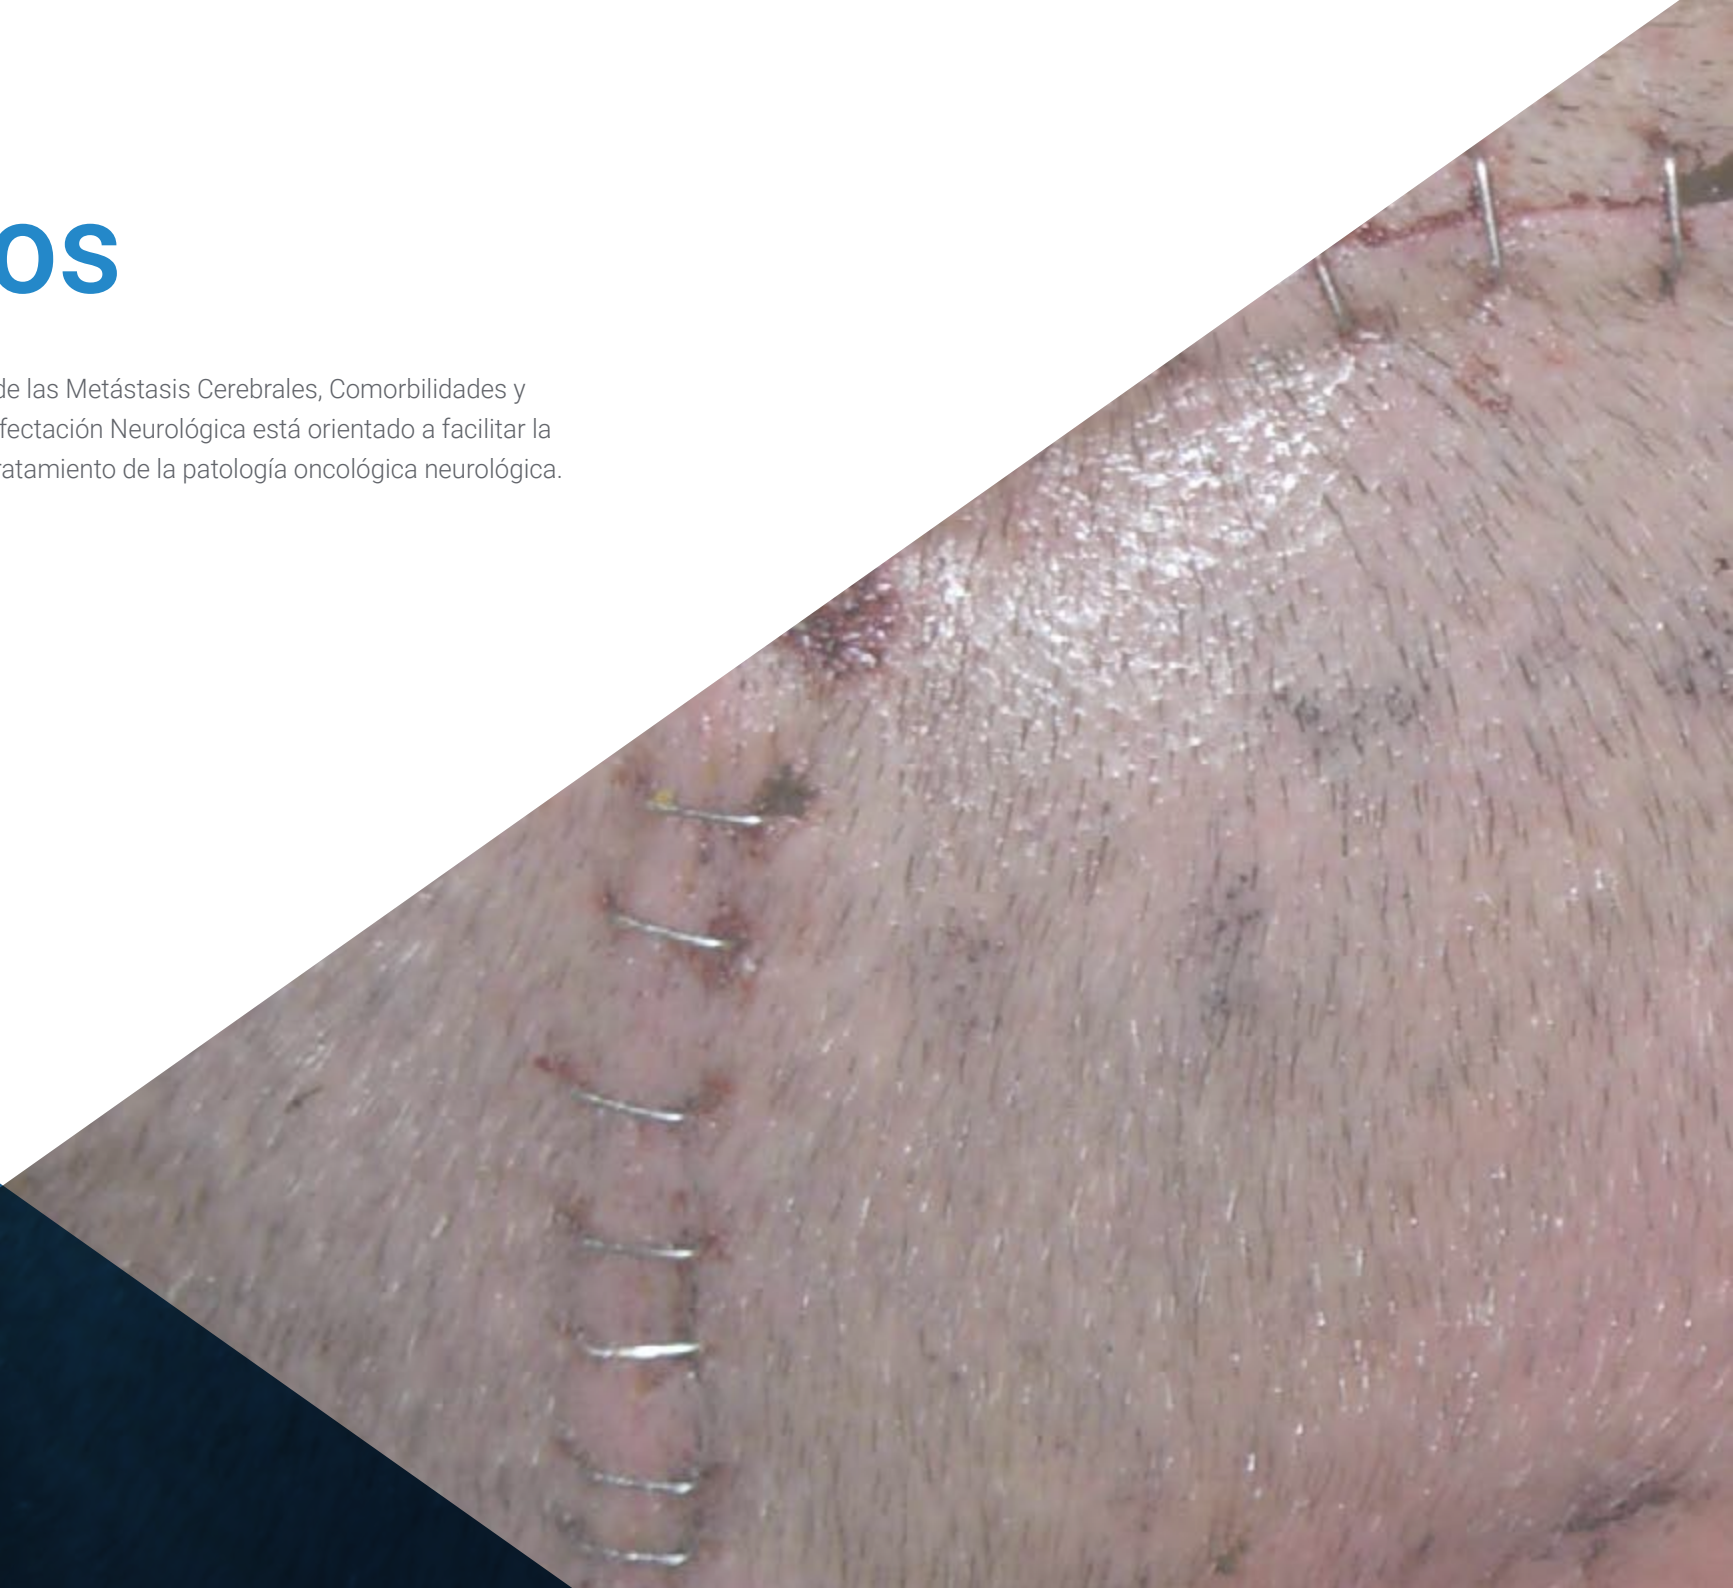 os
de las Metástasis Cerebrales, Comorbilidades y
fectación Neurológica está orientado a facilitar la
ratamiento de la patología oncológica neurológica.